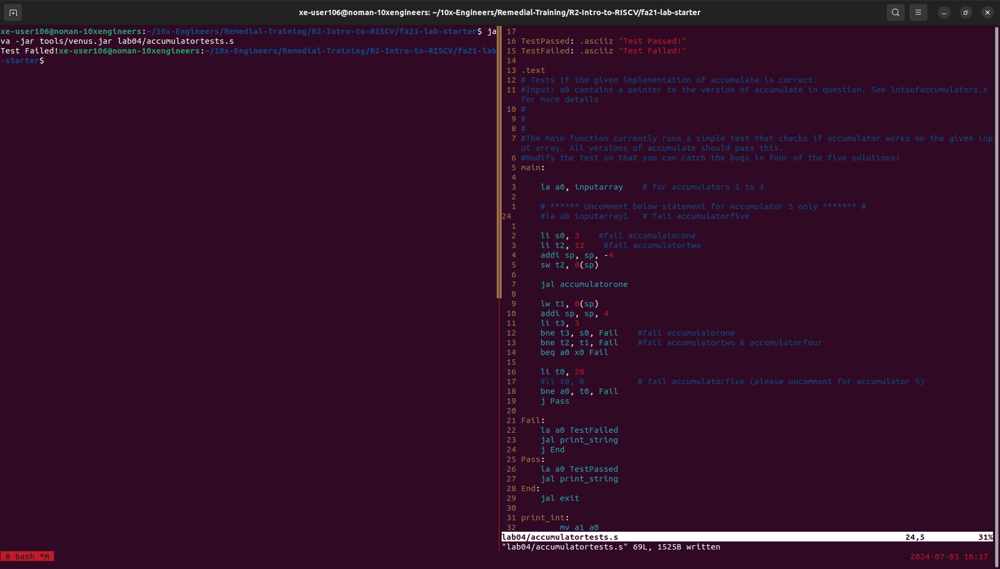 xe-user106@noman-10xengineers: ~/10x-Engineers/Remedial-Training/R2-Intro-to-RISCV/fa21-lab-starter
xe-user106@noman-10xengineers:~/10x-Engineers/Remedial-Training/R2-Intro-to-RISCV/fa21-lab-starter$ ja
va -jar tools/venus.jar lab04/accumulatortests.s
Test Failed!xe-user106@noman-10xengineers:~/10x-Engineers/Remedial-Training/R2-Intro-to-RISCV/fa21-lab
-starter$
17
16 TestPassed: .asciiz "Test Passed!"
15 TestFailed: .asciiz "Test Failed!"
14
13 .text
12 # Tests if the given implementation of accumulate is correct.
11 #Input: a0 contains a pointer to the version of accumulate in question. See lotsofaccumulators.s
for more details
10 #
9 #
8 #
7 #The main function currently runs a simple test that checks if accumulator works on the given inp
ut array. All versions of accumulate should pass this.
6 #Modify the test so that you can catch the bugs in four of the five solutions!
5 main:
4
3     la a0, inputarray    # for accumulators 1 to 4
2
1     # ****** Uncomment below statement for Accumulator 5 only ******* #
24      #la a0 inputarray1   # fail accumulatorfive
1
2     li s0, 3    #fail accumulatorone
3     li t2, 12    #fail accumulatortwo
4     addi sp, sp, -4
5     sw t2, 0(sp)
6
7     jal accumulatorone
8
9     lw t1, 0(sp)
10     addi sp, sp, 4
11     li t3, 3
12     bne t3, s0, Fail    #fail accumulatorone
13     bne t2, t1, Fail    #fail accumulatortwo & accumulatorfour
14     beq a0 x0 Fail
15
16     li t0, 28
17     #li t0, 0           # fail accumulatorfive (please uncomment for accumulator 5)
18     bne a0, t0, Fail
19     j Pass
20
21 Fail:
22     la a0 TestFailed
23     jal print_string
24     j End
25 Pass:
26     la a0 TestPassed
27     jal print_string
28 End:
29     jal exit
30
31 print_int:
32         mv a1 a0
lab04/accumulatortests.s 24,5 31%
"lab04/accumulatortests.s" 69L, 1525B written
0 bash *M 2024-07-03 16:17